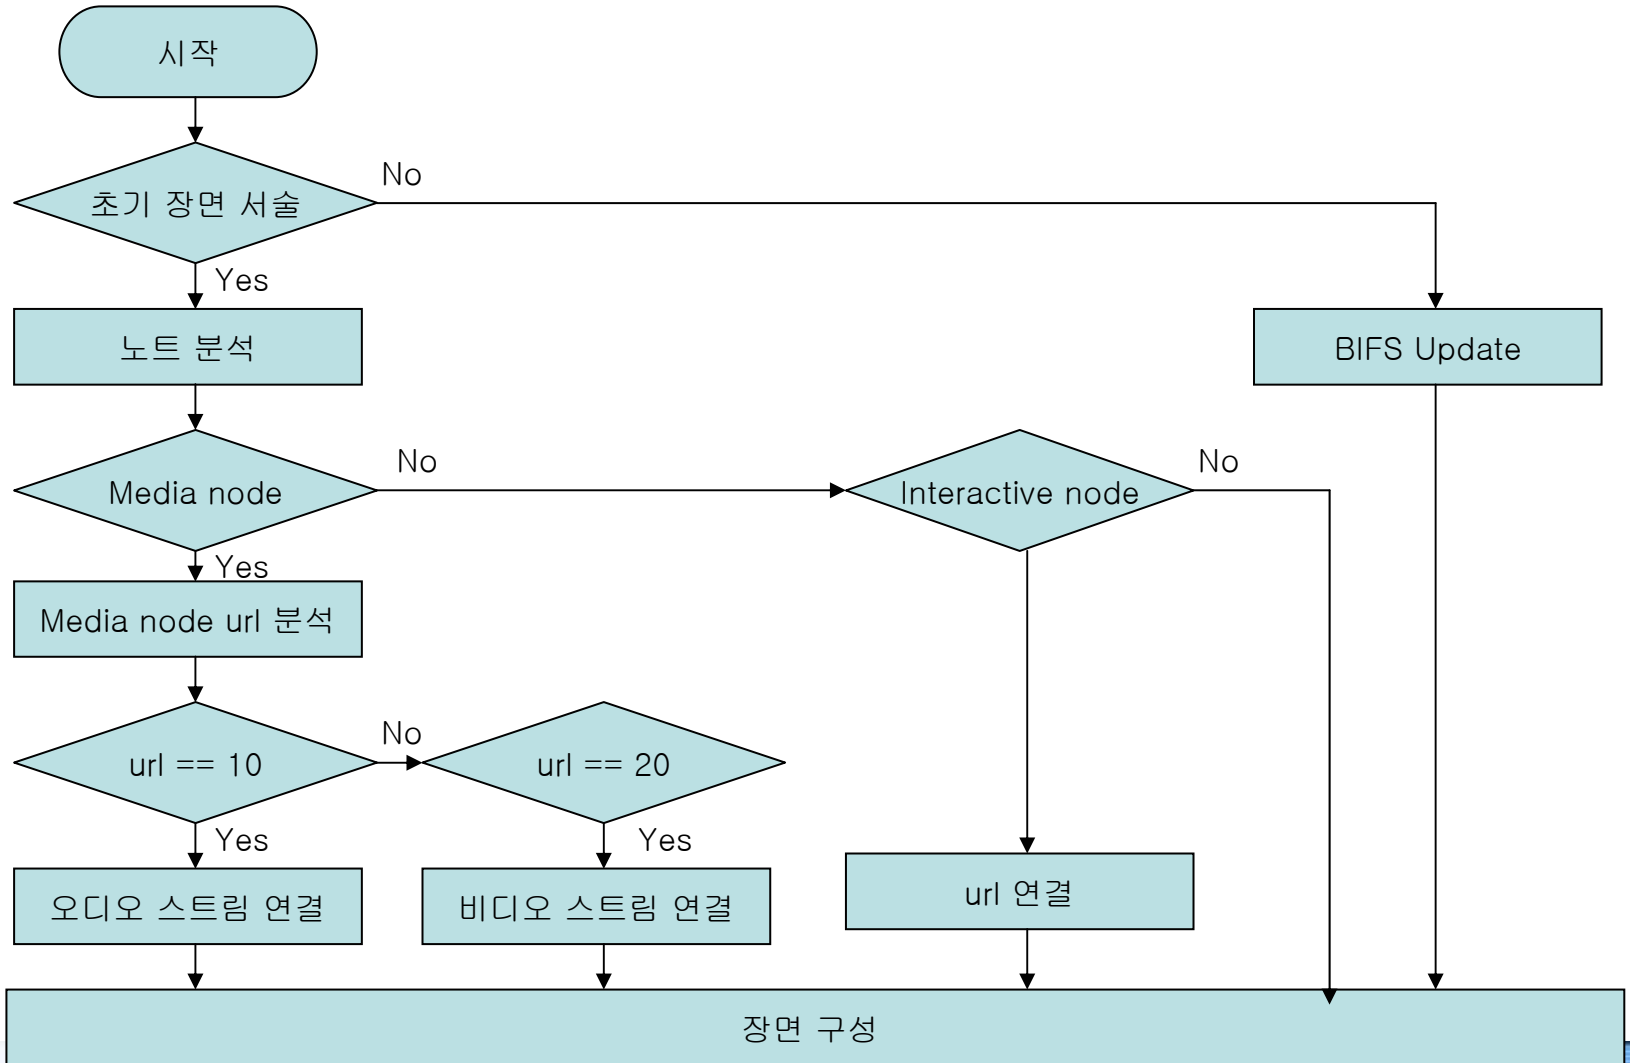 시작
초기 장면 서술
No
Yes
노트 분석
BIFS Update
Media node
No
Interactive node
No
Yes
Media node url 분석
url == 10
No
url == 20
Yes
Yes
오디오 스트림 연결
비디오 스트림 연결
url 연결
장면 구성